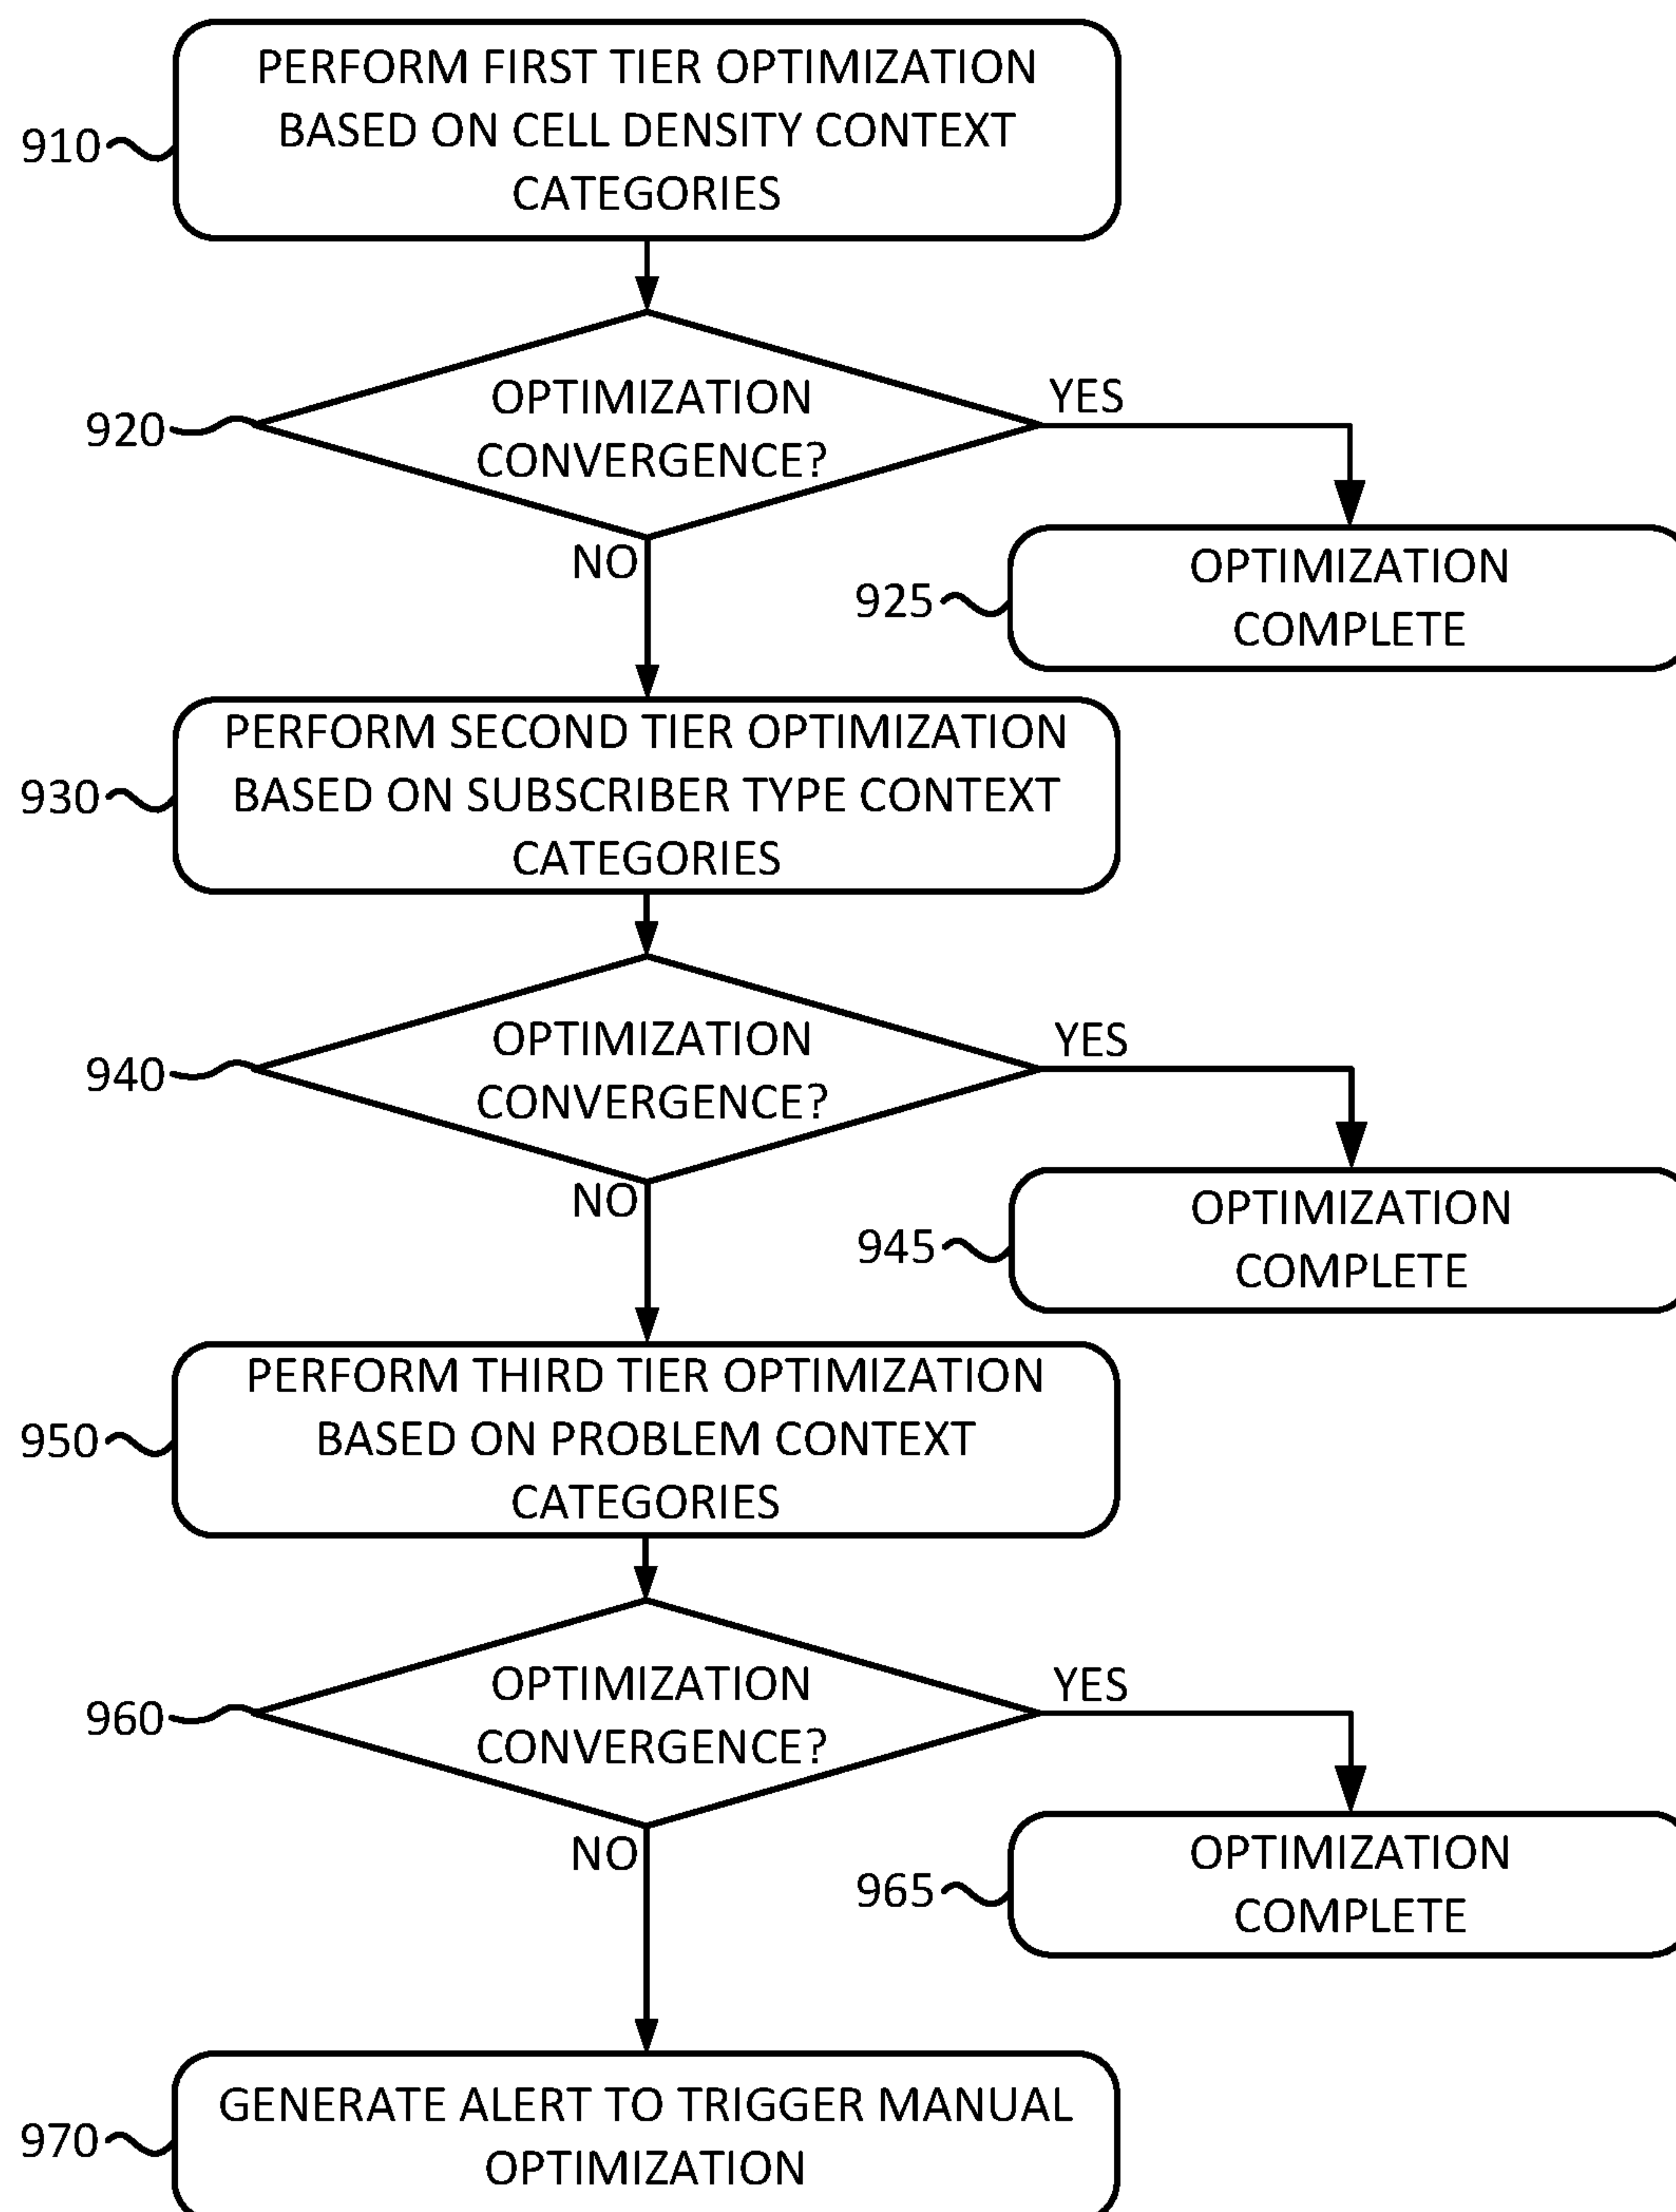 PERFORM FIRST TIER OPTIMIZATION
BASED ON CELL DENSITY CONTEXT
CATEGORIES
910
OPTIMIZATION
CONVERGENCE?
920
YES
NO
OPTIMIZATION
COMPLETE
925
PERFORM SECOND TIER OPTIMIZATION
BASED ON SUBSCRIBER TYPE CONTEXT
CATEGORIES
930
OPTIMIZATION
CONVERGENCE?
940
YES
NO
OPTIMIZATION
COMPLETE
945
PERFORM THIRD TIER OPTIMIZATION
BASED ON PROBLEM CONTEXT
CATEGORIES
950
OPTIMIZATION
CONVERGENCE?
960
YES
NO
OPTIMIZATION
COMPLETE
965
GENERATE ALERT TO TRIGGER MANUAL
OPTIMIZATION
970